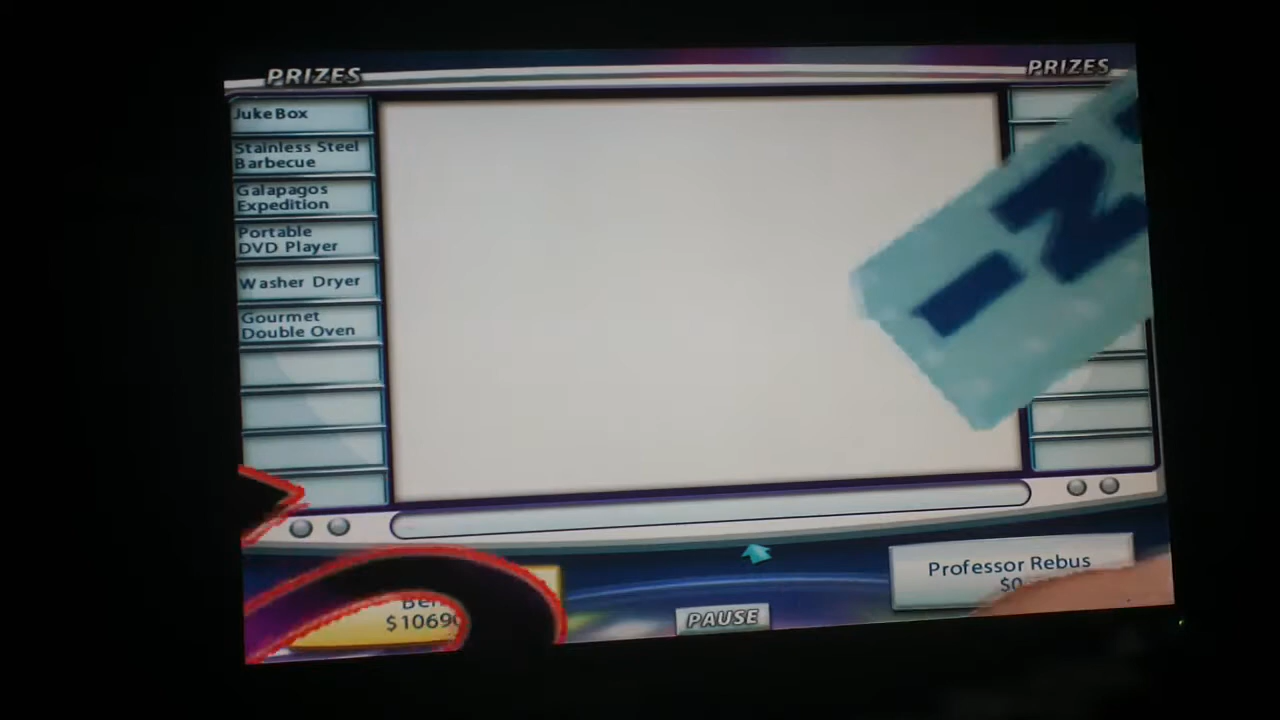 PRIZES
PRIZES
Juke Box
Stainless Steel
Barbecue
Galapagos
Expedition
Portable
DVD Player
Washer Dryer
Gourmet
Double Oven
Professor Rebus
PAUSE